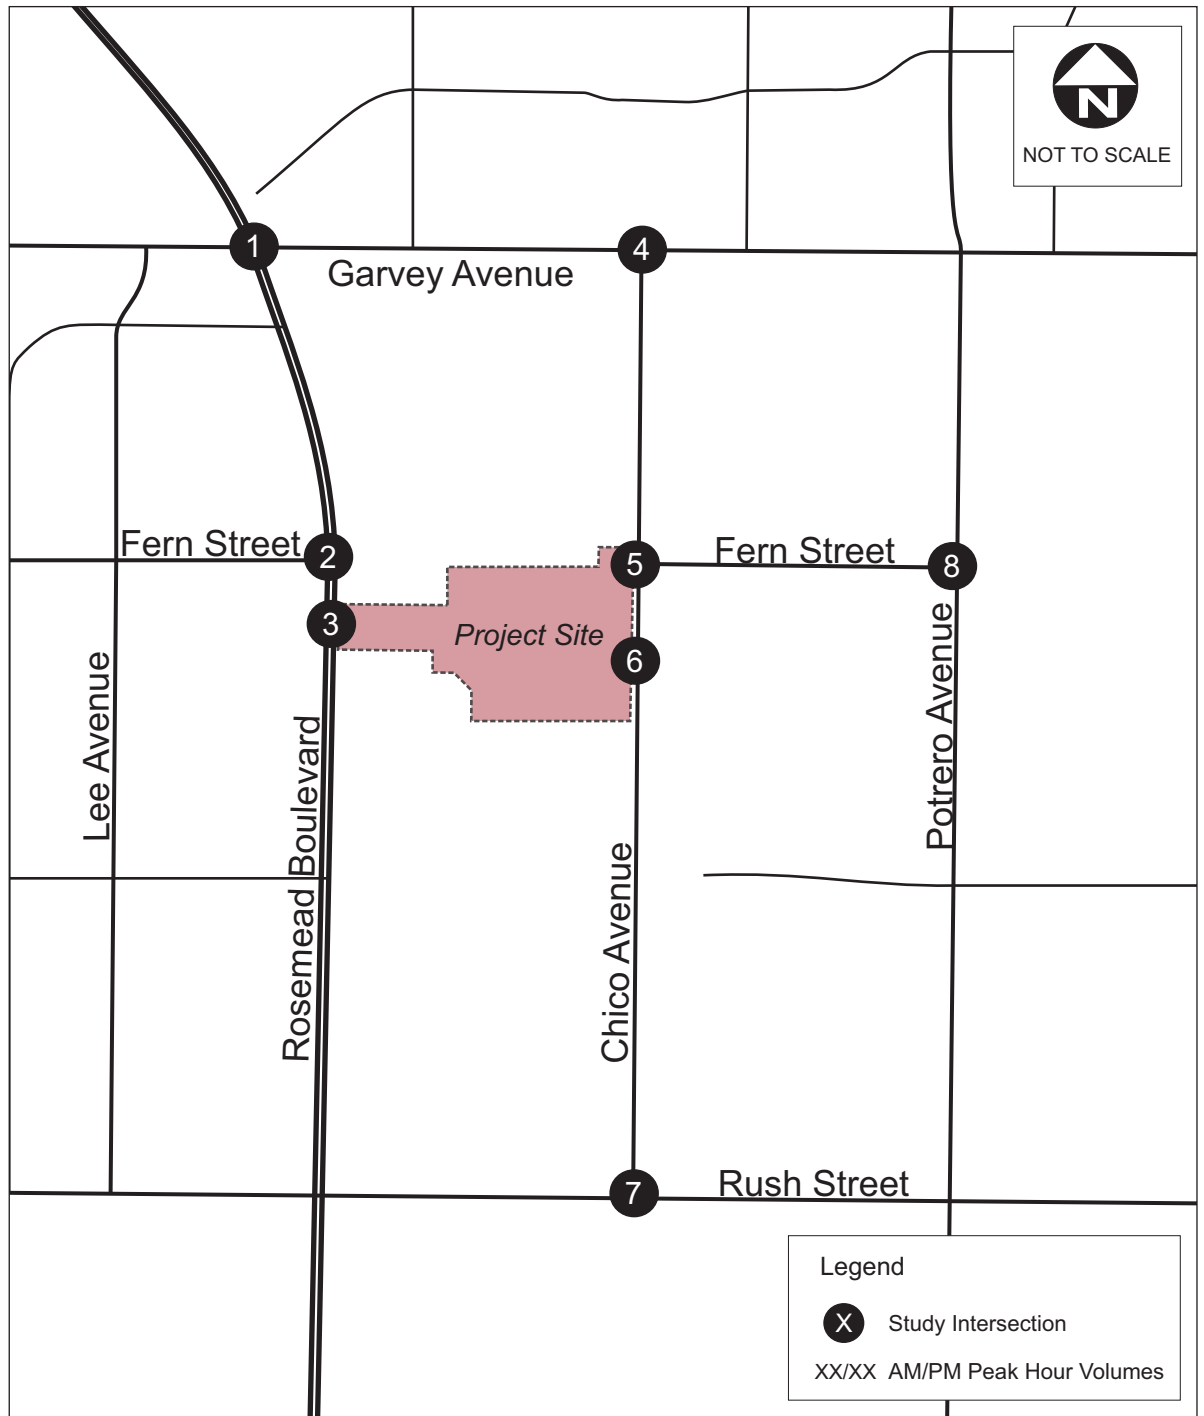 N
NOT TO SCALE
1
4
Garvey Avenue
Fern Street
2
5
Fern Street
8
3
Project Site
6
Lee Avenue
Rosemead Boulevard
Chico Avenue
Potrero Avenue
7
Rush Street
Legend
X Study Intersection
XX/XX AM/PM Peak Hour Volumes